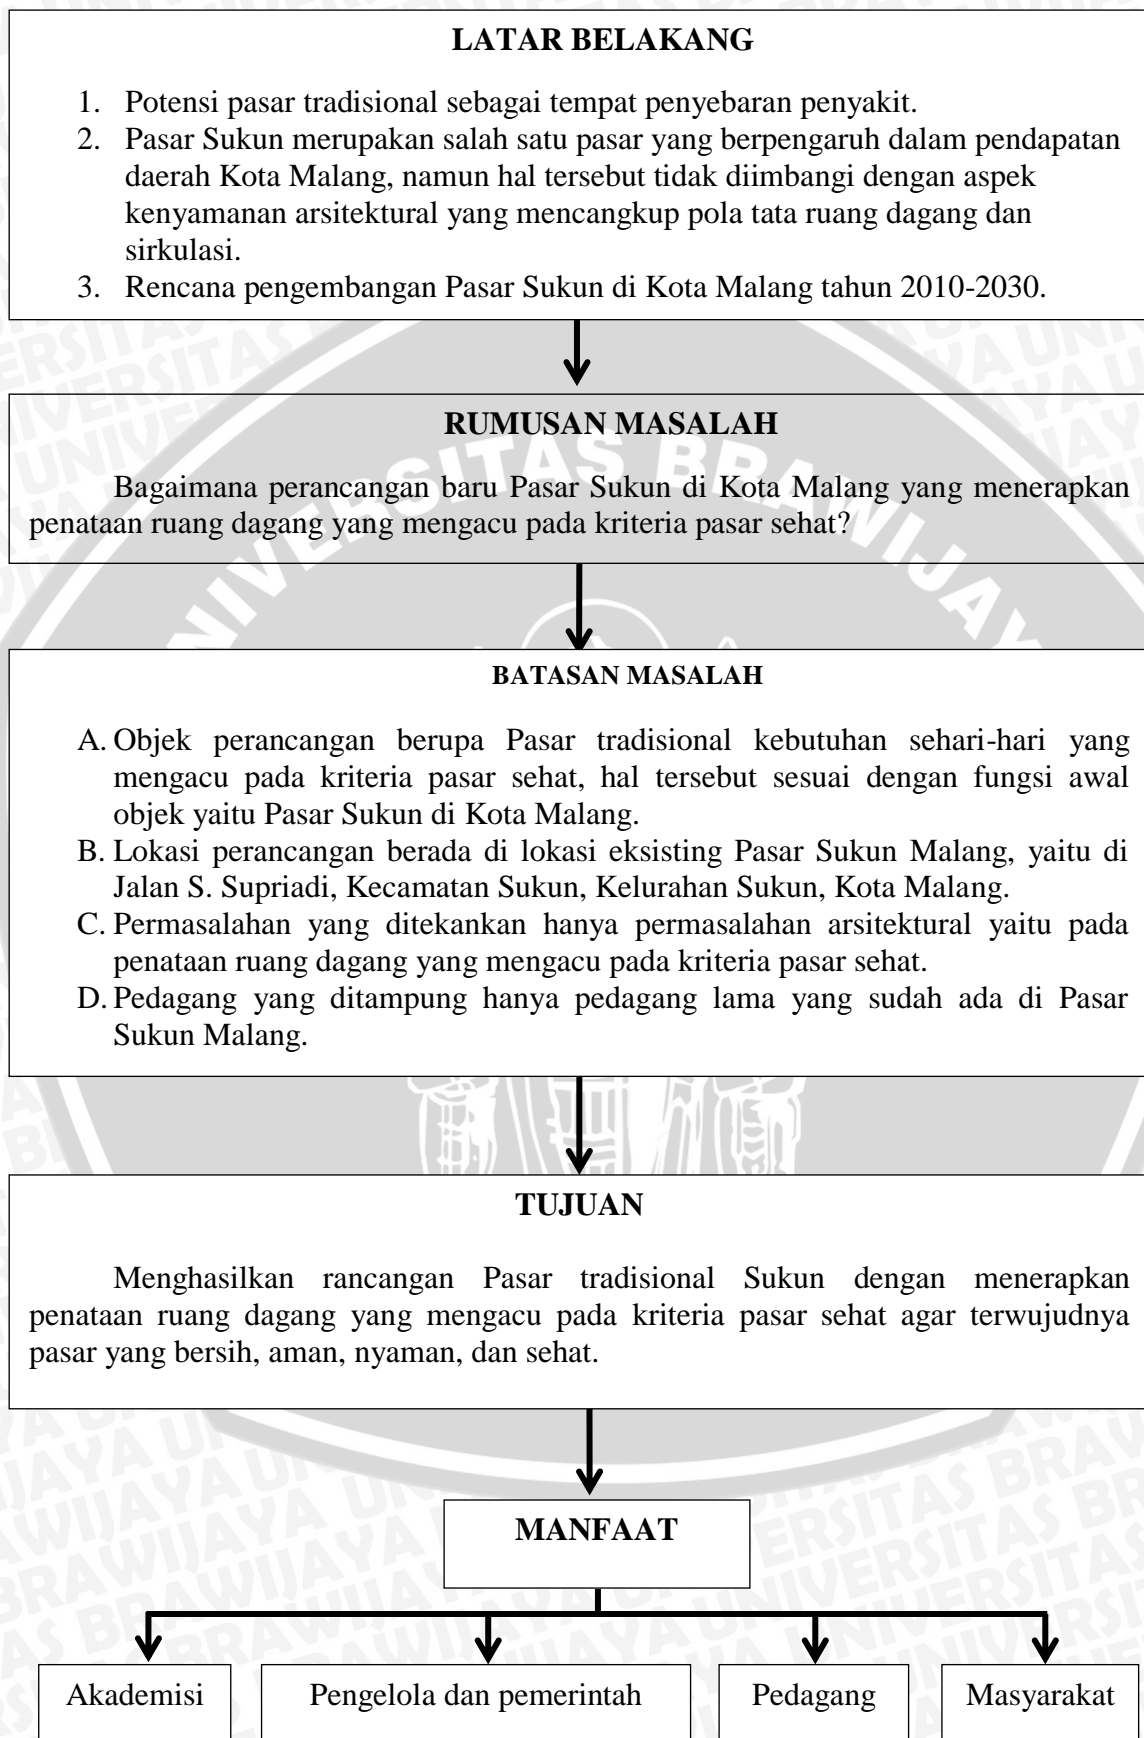 LATAR BELAKANG
1. Potensi pasar tradisional sebagai tempat penyebaran penyakit.
2. Pasar Sukun merupakan salah satu pasar yang berpengaruh dalam pendapatan
daerah Kota Malang, namun hal tersebut tidak diimbangi dengan aspek
kenyamanan arsitektural yang mencangkup pola tata ruang dagang dan
sirkulasi.
3. Rencana pengembangan Pasar Sukun di Kota Malang tahun 2010-2030.
RUMUSAN MASALAH
Bagaimana perancangan baru Pasar Sukun di Kota Malang yang menerapkan
penataan ruang dagang yang mengacu pada kriteria pasar sehat?
BATASAN MASALAH
A. Objek perancangan berupa Pasar tradisional kebutuhan sehari-hari yang
mengacu pada kriteria pasar sehat, hal tersebut sesuai dengan fungsi awal
objek yaitu Pasar Sukun di Kota Malang.
B. Lokasi perancangan berada di lokasi eksisting Pasar Sukun Malang, yaitu di
Jalan S. Supriadi, Kecamatan Sukun, Kelurahan Sukun, Kota Malang.
C. Permasalahan yang ditekankan hanya permasalahan arsitektural yaitu pada
penataan ruang dagang yang mengacu pada kriteria pasar sehat.
D. Pedagang yang ditampung hanya pedagang lama yang sudah ada di Pasar
Sukun Malang.
TUJUAN
Menghasilkan rancangan Pasar tradisional Sukun dengan menerapkan
penataan ruang dagang yang mengacu pada kriteria pasar sehat agar terwujudnya
pasar yang bersih, aman, nyaman, dan sehat.
MANFAAT
Akademisi
Pengelola dan pemerintah
Pedagang
Masyarakat
UNIVERSITAS BRAWIJAYA